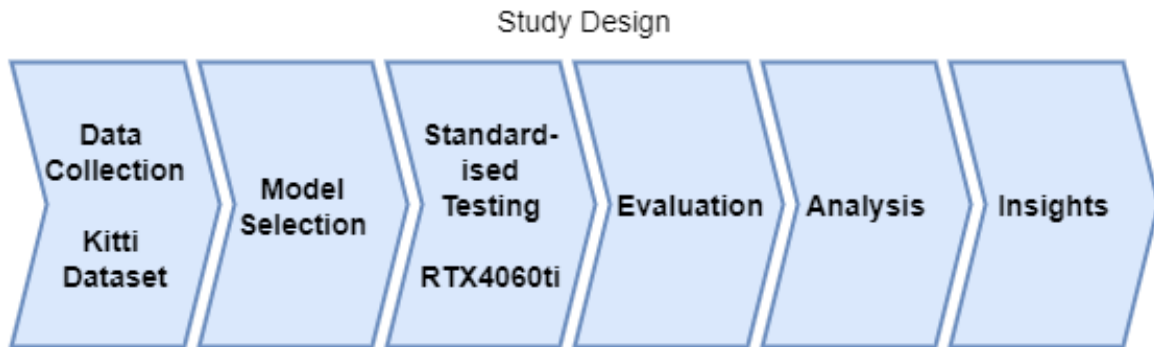 Study Design
Data
Collection
Kitti
Dataset
Model
Selection
Standard-
ised
Testing
RTX4060ti
Evaluation
Analysis
Insights